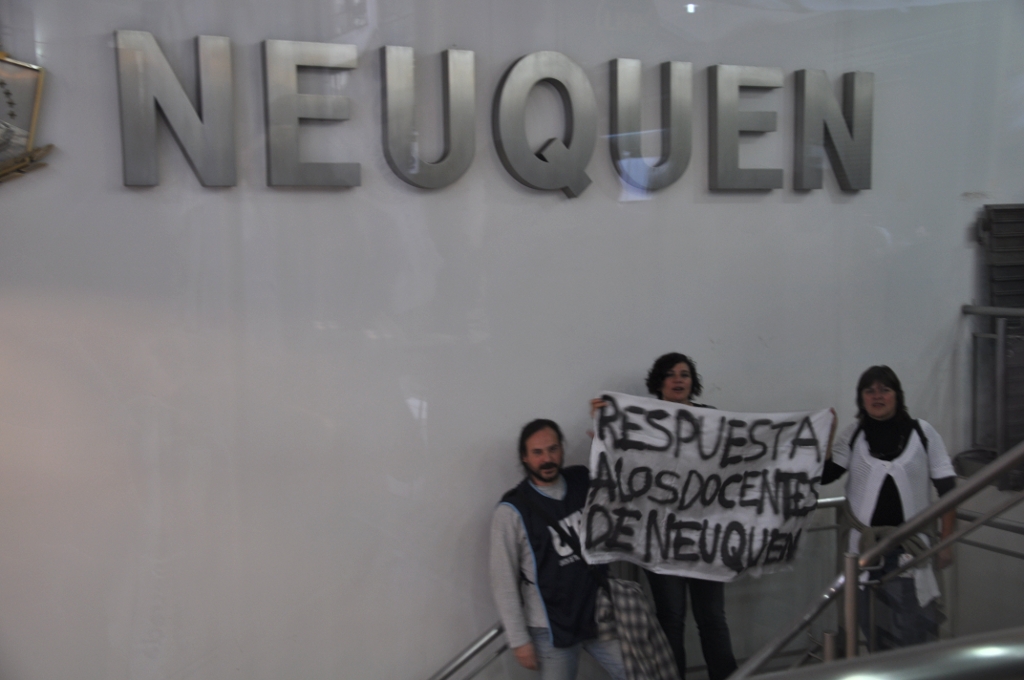 NEUQUEN
RESPUESTA
A LOS DOCENTES
DE NEUQUEN